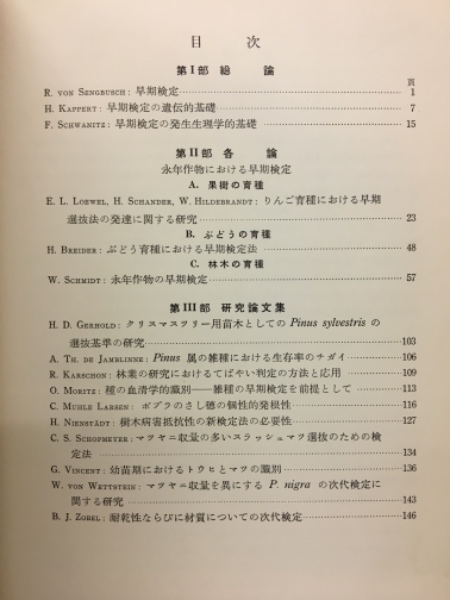 目次
第I部 総論
頁
R. VON SENGBUSCH: 早期検定 1
H. KAPPERT: 早期検定の遺伝的基礎 7
F. SCHWANITZ: 早期検定の発生生理学的基礎 15
第II部 各論
永年作物における早期検定
A. 果樹の育種
E. L. LOEWEL, H. SCHANDER, W. HILDEBRANDT: りんご育種における早期
選抜法の発達に関する研究 23
B. ぶどうの育種
H. BREIDER: ぶどう育種における早期検定法 48
C. 林木の育種
W. SCHMIDT: 永年作物の早期検定 57
第III部 研究論文集
H. D. GERHOLD: クリスマスツリー用苗木としての Pinus sylvestris の
選抜基準の研究 103
A. TH. DE JAMBLINNE: Pinus 属の雑種における生存率のチガイ 106
R. KARSCHON: 林業の研究におけるてばやい判定の方法と応用 109
O. MORITZ: 種の血清学的識別——雑種の早期検定を前提として 113
C. MUHLE LARSEN: ポプラのさし穂の個性的発根性 116
H. NIENSTÄDT: 樹木病害抵抗性の新検定法の必要性 127
C. S. SCHOPMEYER: マツヤニ収量の多いスラッシュマツ選抜のための検
定法 134
G. VINCENT: 幼苗期におけるトウヒとマツの識別 136
W. VON WETTSTEIN: マツヤニ収量を異にする P. nigra の次代検定に
関する研究 143
B. J. ZOBEL: 耐乾性ならびに材質についての次代検定 146